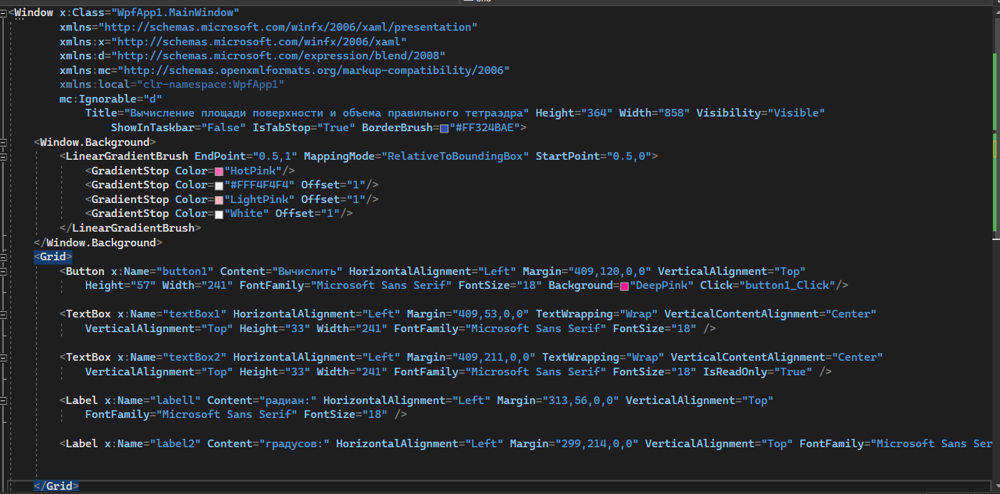 <Window x:Class="WpfApp1.MainWindow"
xmlns="http://schemas.microsoft.com/winfx/2006/xaml/presentation"
xmlns:x="http://schemas.microsoft.com/winfx/2006/xaml"
xmlns:d="http://schemas.microsoft.com/expression/blend/2008"
xmlns:mc="http://schemas.openxmlformats.org/markup-compatibility/2006"
xmlns:local="clr-namespace:WpfApp1"
mc:Ignorable="d"
Title="Вычисление площади поверхности и объема правильного тетраэдра" Height="364" Width="858" Visibility="Visible"
ShowInTaskbar="False" IsTabStop="True" BorderBrush="#FF324BAE">
<Window.Background>
<LinearGradientBrush EndPoint="0.5,1" MappingMode="RelativeToBoundingBox" StartPoint="0.5,0">
<GradientStop Color="HotPink"/>
<GradientStop Color="#FFF4F4F4" Offset="1"/>
<GradientStop Color="LightPink" Offset="1"/>
<GradientStop Color="White" Offset="1"/>
</LinearGradientBrush>
</Window.Background>
<Grid>
<Button x:Name="button1" Content="Вычислить" HorizontalAlignment="Left" Margin="409,120,0,0" VerticalAlignment="Top"
Height="57" Width="241" FontFamily="Microsoft Sans Serif" FontSize="18" Background="DeepPink" Click="button1_Click"/>
<TextBox x:Name="textBox1" HorizontalAlignment="Left" Margin="409,53,0,0" TextWrapping="Wrap" VerticalContentAlignment="Center"
VerticalAlignment="Top" Height="33" Width="241" FontFamily="Microsoft Sans Serif" FontSize="18" />
<TextBox x:Name="textBox2" HorizontalAlignment="Left" Margin="409,211,0,0" TextWrapping="Wrap" VerticalContentAlignment="Center"
VerticalAlignment="Top" Height="33" Width="241" FontFamily="Microsoft Sans Serif" FontSize="18" IsReadOnly="True" />
<Label x:Name="labell" Content="радиан:" HorizontalAlignment="Left" Margin="313,56,0,0" VerticalAlignment="Top"
FontFamily="Microsoft Sans Serif" FontSize="18" />
<Label x:Name="label2" Content="градусов:" HorizontalAlignment="Left" Margin="299,214,0,0" VerticalAlignment="Top" FontFamily="Microsoft Sans Ser
</Grid>